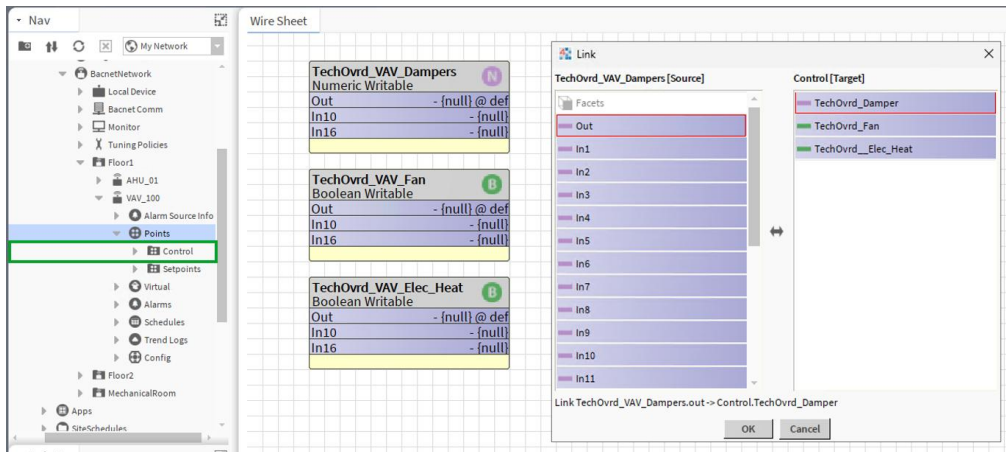 Nav
My Network
BacnetNetwork
Local Device
Bacnet Comm
Monitor
Tuning Policies
Floor1
AHU_01
VAV_100
Alarm Source Info
Points
Control
Setpoints
Virtual
Alarms
Schedules
Trend Logs
Config
Floor2
MechanicalRoom
Apps
SiteSchedules
Wire Sheet
TechOvrd_VAV_Dampers
N
Numeric Writable
Out - {null} @ def
In10 - {null}
In16 - {null}
TechOvrd_VAV_Fan
B
Boolean Writable
Out - {null} @ def
In10 - {null}
In16 - {null}
TechOvrd_VAV_Elec_Heat
B
Boolean Writable
Out - {null} @ def
In10 - {null}
In16 - {null}
Link
TechOvrd_VAV_Dampers [Source]
Facets
Out
In1
In2
In3
In4
In5
In6
In7
In8
In9
In10
In11
Control [Target]
TechOvrd_Damper
TechOvrd_Fan
TechOvrd__Elec_Heat
Link TechOvrd_VAV_Dampers.out -> Control.TechOvrd_Damper
OK Cancel